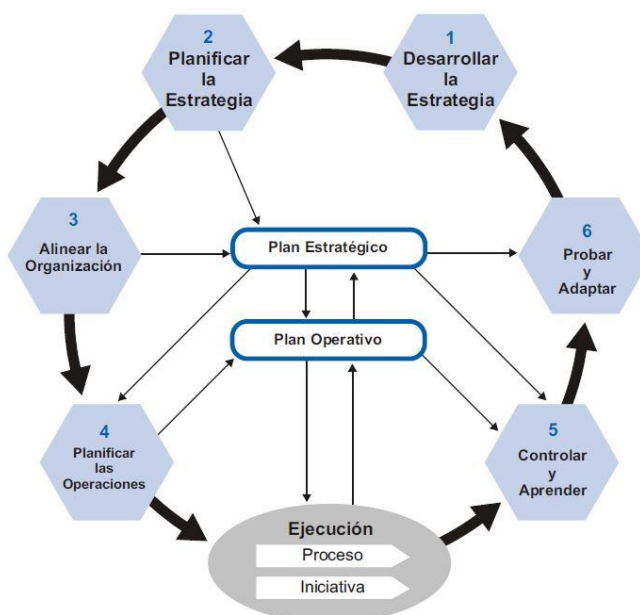 1
Desarrollar
la
Estrategia
2
Planificar
la
Estrategia
3
Alinear la
Organización
4
Planificar
las
Operaciones
5
Controlar
y
Aprender
6
Probar
y
Adaptar
Plan Estratégico
Plan Operativo
Ejecución
Proceso
Iniciativa